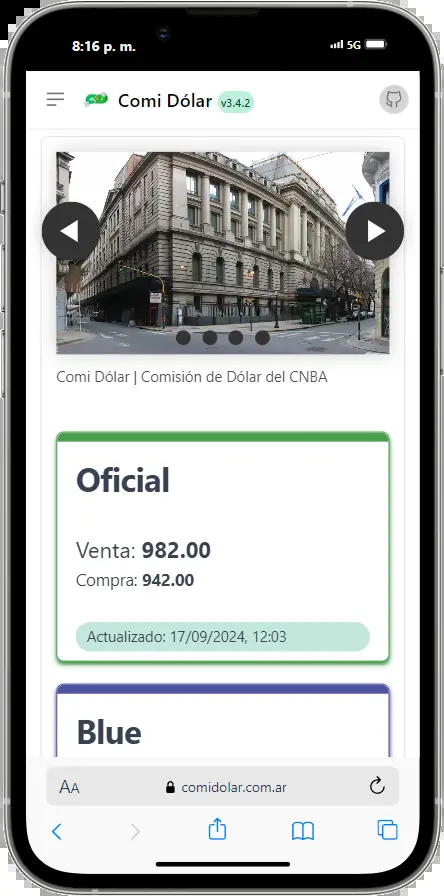 8:16 p. m.
5G
Comi Dólar v3.4.2
Comi Dólar | Comisión de Dólar del CNBA
Oficial
Venta: 982.00
Compra: 942.00
Actualizado: 17/09/2024, 12:03
Blue
AA
comidolar.com.ar